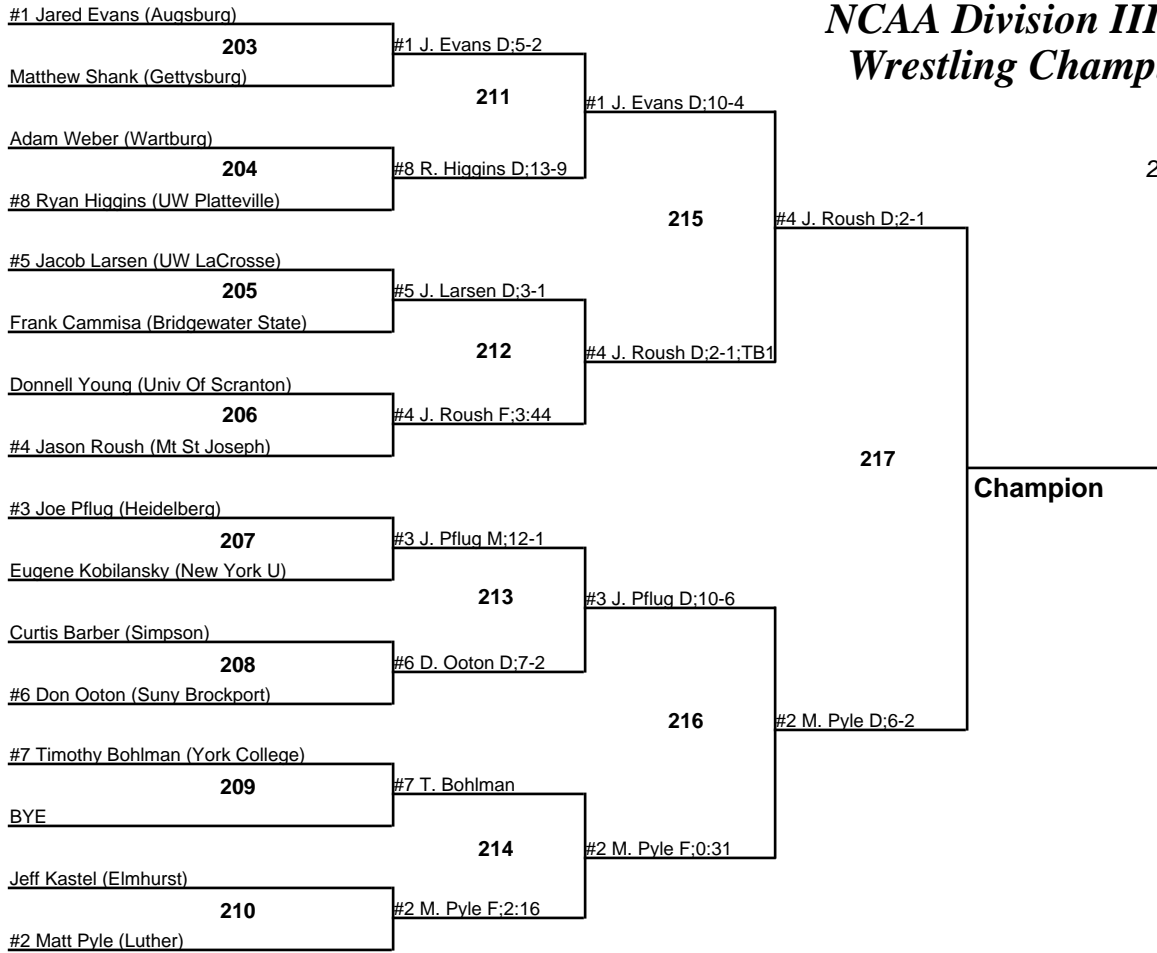 NCAA Division III
Wrestling Champ
2
#1 Jared Evans (Augsburg)
203
Matthew Shank (Gettysburg)
Adam Weber (Wartburg)
204
#8 Ryan Higgins (UW Platteville)
#5 Jacob Larsen (UW LaCrosse)
205
Frank Cammisa (Bridgewater State)
Donnell Young (Univ Of Scranton)
206
#4 Jason Roush (Mt St Joseph)
#3 Joe Pflug (Heidelberg)
207
Eugene Kobilansky (New York U)
Curtis Barber (Simpson)
208
#6 Don Ooton (Suny Brockport)
#7 Timothy Bohlman (York College)
209
BYE
Jeff Kastel (Elmhurst)
210
#2 Matt Pyle (Luther)
#1 J. Evans D;5-2
211
#8 R. Higgins D;13-9
#5 J. Larsen D;3-1
212
#4 J. Roush F;3:44
#3 J. Pflug M;12-1
213
#6 D. Ooton D;7-2
#7 T. Bohlman
214
#2 M. Pyle F;2:16
#1 J. Evans D;10-4
215
#4 J. Roush D;2-1;TB1
#3 J. Pflug D;10-6
216
#2 M. Pyle F;0:31
#4 J. Roush D;2-1
217
#2 M. Pyle D;6-2
Champion